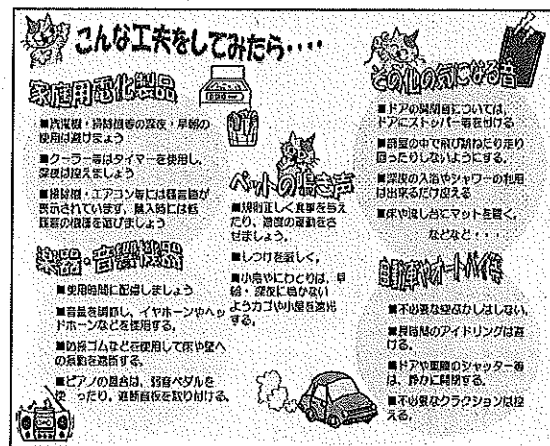 こんな工夫をしてみたら‥‥
家庭用電化製品
■洗濯機・掃除機等の深夜・早朝の
使用は避けましょう
■クーラー等はタイマーを使用し、
深夜は控えましょう
■掃除機・エアコン等には騒音値が
表示されています。購入時には低
騒音の機種を選びましょう
楽器・音響機器
■使用時間に配慮しましょう
■音量を調節し、イヤホーンやヘッ
ドホーンなどを使用する。
■防振ゴムなどを使用して床や壁へ
の振動を遮断する。
■ピアノの場合は、弱音ペダルを
使ったり、遮断首板を取り付ける。
ペットの鳴き声
■規則正しく食事を与え
たり、適度の運動をさ
せましょう。
■しつけを厳しく。
■小鳥やにわとりは、早
朝・深夜に鳴かない
ようカゴや小屋を遮光
する。
その他の気になる音
■ドアの開閉音については、
ドアにストッパー等を付ける
■部屋の中で飛び跳ねたり走り
回ったりしないようにする。
■深夜の入浴やシャワーの利用
は出来るだけ控える
■床や流し台にマットを置く。
などなど・・・
自動車やオートバイ等
■不必要な空ぶかしはしない。
■長時間のアイドリングは避
ける。
■ドアや車庫のシャッター等
は、静かに開閉する。
■不必要なクラクションは控
える。